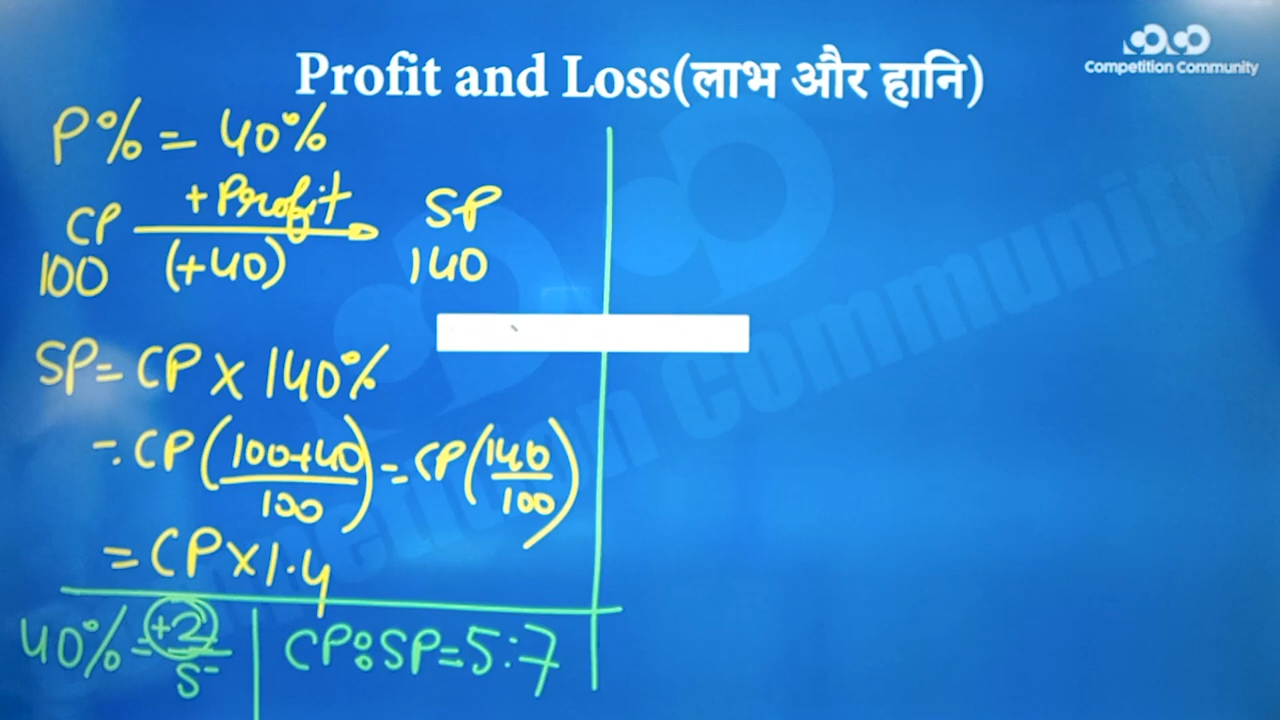 Competition Community
Profit and Loss(लाभ और हानि)
P% = 40%
CP +Profit SP
100 (+40) 140
SP = CP × 140%
= CP (100+40/100) = CP (140/100)
= CP × 1.4
40% = +2/5
CP:SP = 5:7